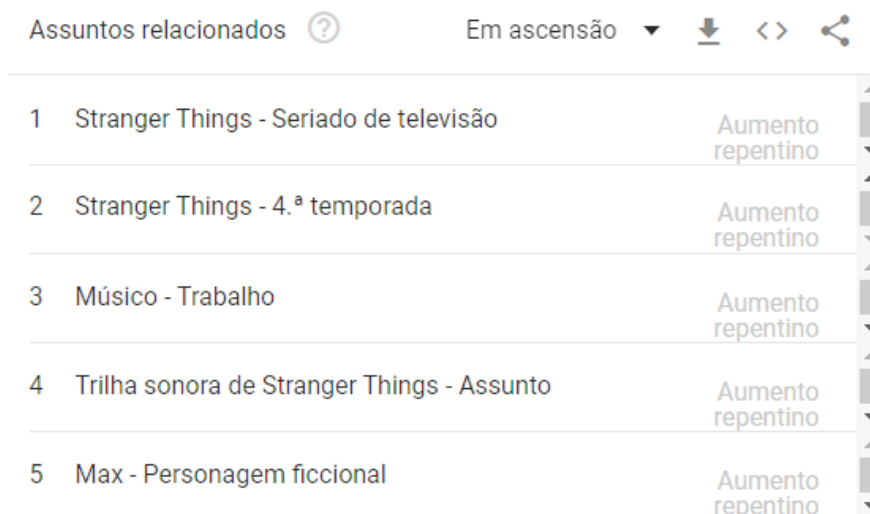 Assuntos relacionados ?
Em ascensão
1 Stranger Things - Seriado de televisão
Aumento
repentino
2 Stranger Things - 4.ª temporada
Aumento
repentino
3 Músico - Trabalho
Aumento
repentino
4 Trilha sonora de Stranger Things - Assunto
Aumento
repentino
5 Max - Personagem ficcional
Aumento
repentino